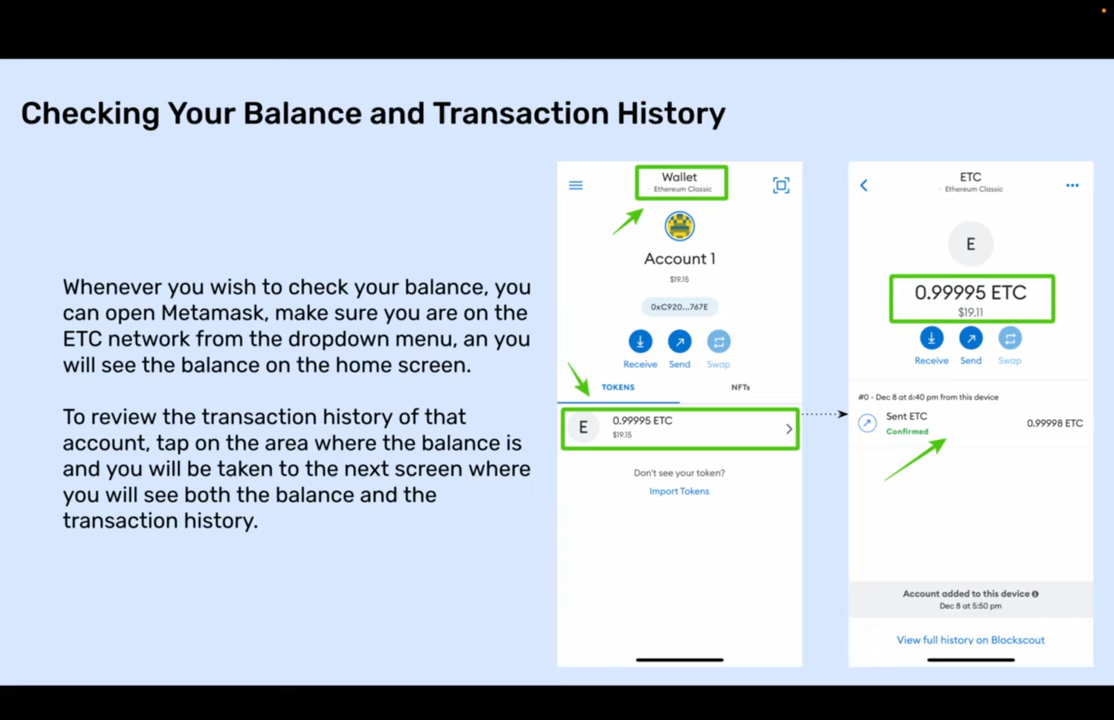 Checking Your Balance and Transaction History
Whenever you wish to check your balance, you
can open Metamask, make sure you are on the
ETC network from the dropdown menu, an you
will see the balance on the home screen.
To review the transaction history of that
account, tap on the area where the balance is
and you will be taken to the next screen where
you will see both the balance and the
transaction history.
Wallet
Ethereum Classic
Account 1
$19.15
0xC920...767E
Receive Send Swap
TOKENS NFTs
E
0.99995 ETC
$19.15
Don't see your token?
Import Tokens
ETC
Ethereum Classic
E
0.99995 ETC
$19.11
Receive Send Swap
#0 - Dec 8 at 6:40 pm from this device
Sent ETC
Confirmed
0.99998 ETC
Account added to this device
Dec 8 at 5:50 pm
View full history on Blockscout